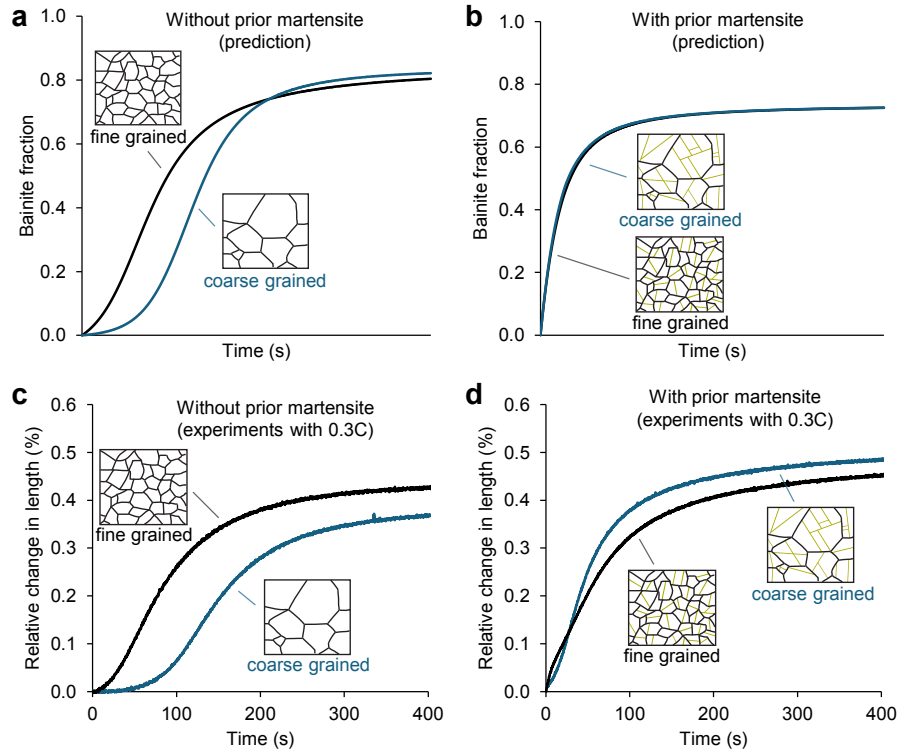 a
Without prior martensite
(prediction)
1.0
0.8
0.6
0.4
0.2
0.0
Bainite fraction
fine grained
coarse grained
Time (s)
b
With prior martensite
(prediction)
1.0
0.8
0.6
0.4
0.2
0.0
Bainite fraction
coarse grained
fine grained
Time (s)
c
Without prior martensite
(experiments with 0.3C)
0.6
0.5
0.4
0.3
0.2
0.1
0.0
Relative change in length (%)
fine grained
coarse grained
0 100 200 300 400
Time (s)
d
With prior martensite
(experiments with 0.3C)
0.6
0.5
0.4
0.3
0.2
0.1
0.0
Relative change in length (%)
coarse grained
fine grained
0 100 200 300 400
Time (s)